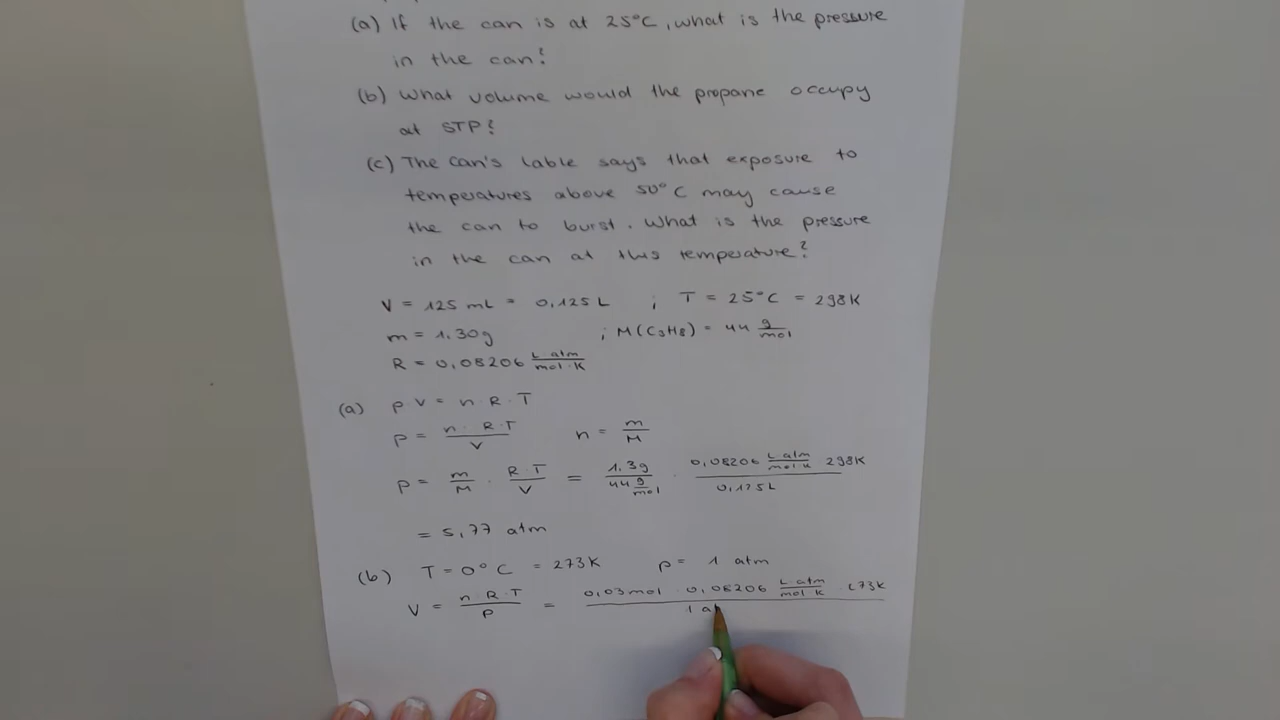 (a) If the can is at 25°C, what is the pressure
in the can?
(b) What volume would the propane occupy
at STP?
(c) The can's lable says that exposure to
temperatures above 50°C may cause
the can to burst. What is the pressure
in the can at this temperature?
V = 125 mL = 0,125 L ; T = 25°C = 298 K
m = 1.30g ; M(C3H8) = 44 g/mol
R = 0,08206 L atm/mol·K
(a) p·V = n·R·T
p = n·R·T/V n = m/M
p = m/M · R·T/V = 1.3g/44 g/mol · 0,08206 L atm/mol·K 298K/0,125L
= 5,77 atm
(b) T = 0°C = 273K p = 1 atm
V = n·R·T/P = 0,03mol · 0,08206 L atm/mol·K · 273K/1 at